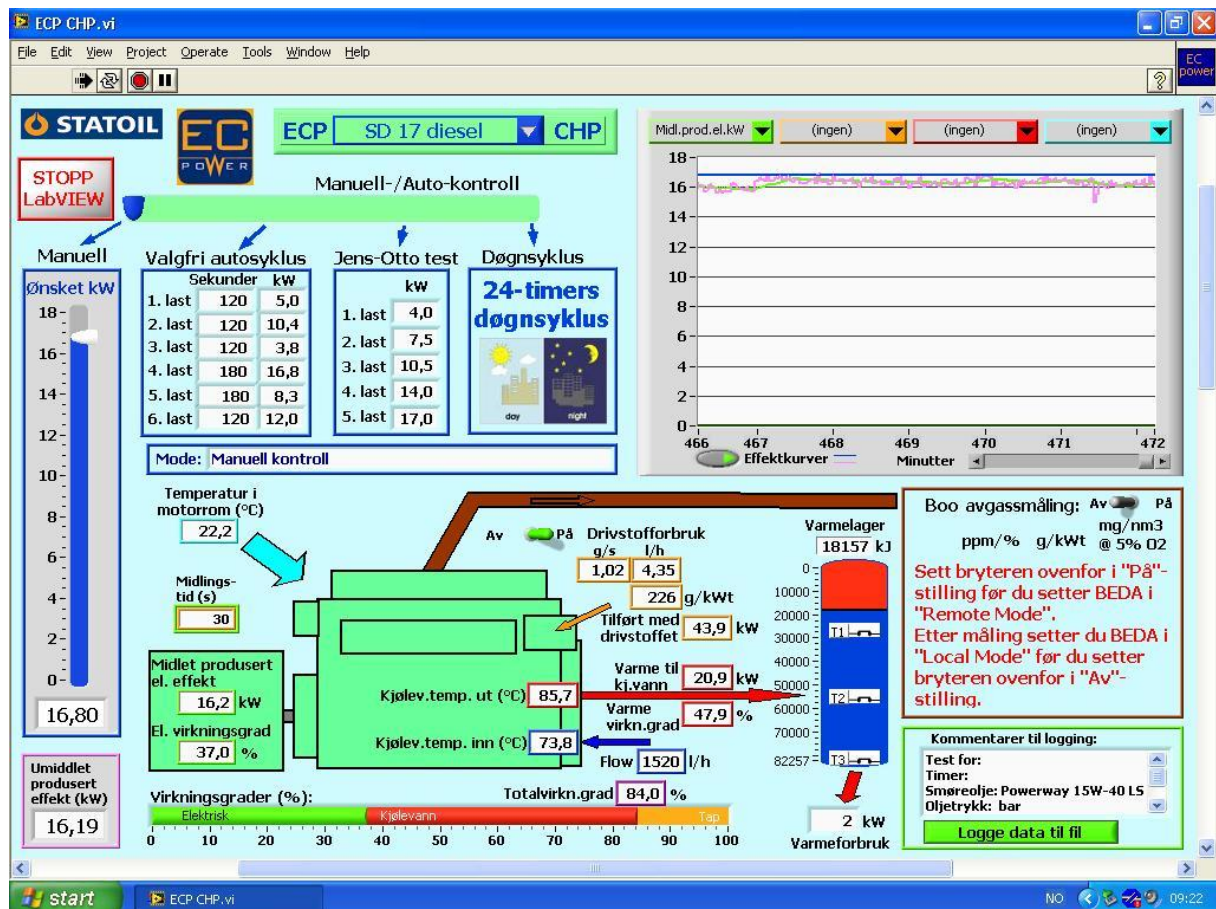 ECP CHP.vi
File Edit View Project Operate Tools Window Help
EC power
STATOIL
EC POWER
ECP SD 17 diesel CHP
STOPP LabVIEW
Manuell-/Auto-kontroll
Manuell
Ønsket kW
18
16
14
12
10
8
6
4
2
0
16,80
Valgfri autosyklus
Sekunder kW
1. last 120 5,0
2. last 120 10,4
3. last 120 3,8
4. last 180 16,8
5. last 180 8,3
6. last 120 12,0
Jens-Otto test
kW
1. last 4,0
2. last 7,5
3. last 10,5
4. last 14,0
5. last 17,0
Døgnsyklus
24-timers
døgnsyklus
day night
Mode: Manuell kontroll
Midl.prod.el.kW (ingen) (ingen) (ingen)
18
16
14
12
10
8
6
4
2
0
466 467 468 469 470 471 472
Effektkurver Minutter
Temperatur i
motorrom (°C)
22,2
Midlings-
tid (s)
30
Midlet produsert
el. effekt
16,2 kW
El. virkningsgrad
37,0 %
Umiddlet
produsert
effekt (kW)
16,19
Av På Drivstofforbruk
g/s l/h
1,02 4,35
226 g/kWt
Tilført med
drivstoffet 43,9 kW
Varme til
kj.vann 20,9 kW
Kjølev.temp. ut (°C) 85,7
Varme
virkn.grad 47,9 %
Kjølev.temp. inn (°C) 73,8
Flow 1520 l/h
Totalvirkn.grad 84,0 %
Virkningsgrader (%):
Elektrisk Kjølevann Tap
0 10 20 30 40 50 60 70 80 90 100
Varmelager
18157 kJ
0
10000
20000
30000 T1
40000
50000
60000 T2
70000
82257 T3
2 kW
Varmeforbruk
Boo avgassmåling: Av På
ppm/% g/kWt mg/nm3
@ 5% O2
Sett bryteren ovenfor i "På"-
stilling før du setter BEDA i
"Remote Mode".
Etter måling setter du BEDA i
"Local Mode" før du setter
bryteren ovenfor i "Av"-
stilling.
Kommentarer til logging:
Test for:
Timer:
Smøreolje: Powerway 15W-40 LS
Oljetrykk: bar
Logge data til fil
start ECP CHP.vi NO 09:22